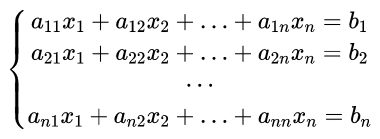 a₁₁x₁ + a₁₂x₂ + … + a₁ₙxₙ = b₁
a₂₁x₁ + a₂₂x₂ + … + a₂ₙxₙ = b₂
…
aₙ₁x₁ + aₙ₂x₂ + … + aₙₙxₙ = bₙ